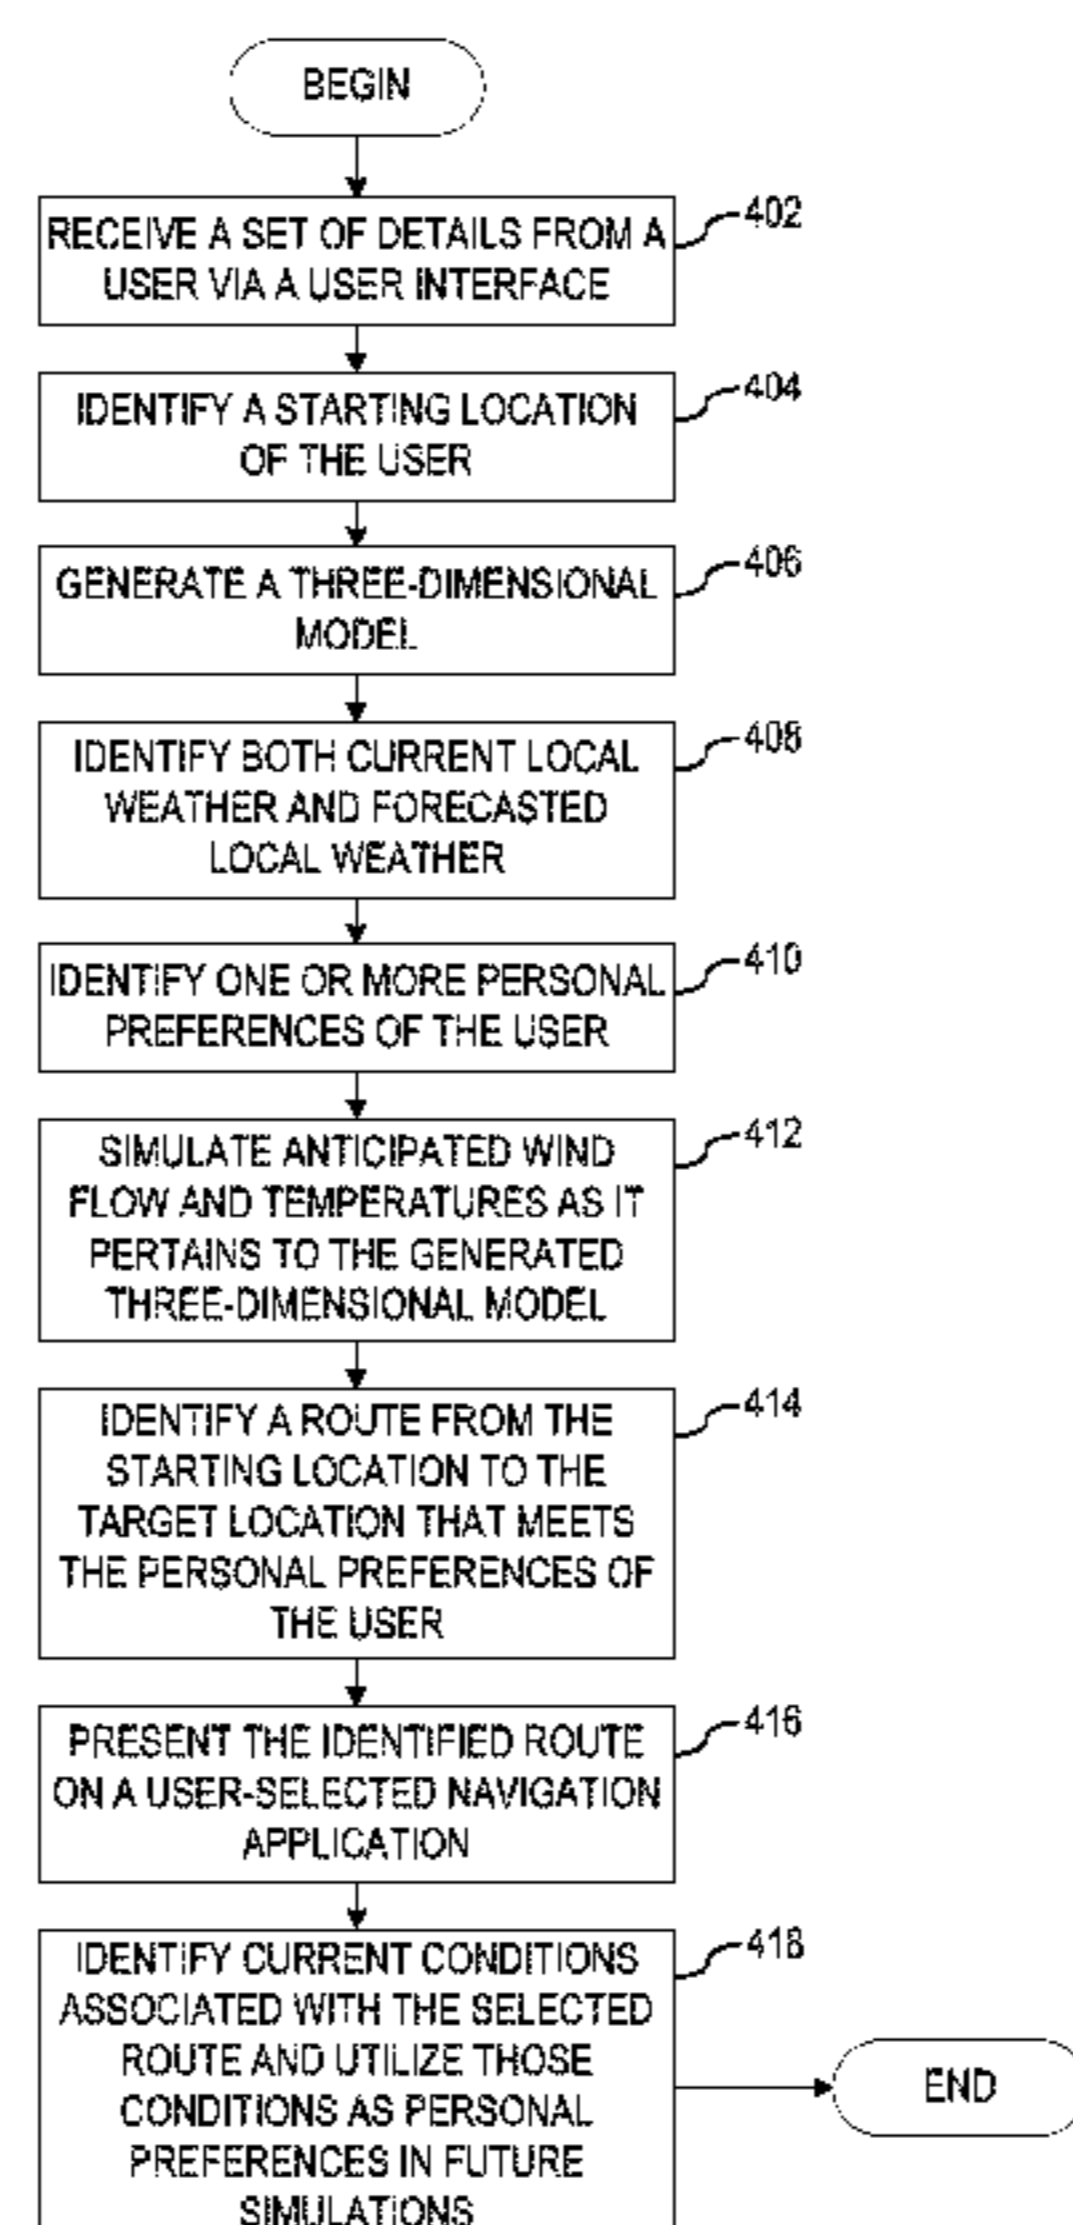 BEGIN
RECEIVE A SET OF DETAILS FROM A
USER VIA A USER INTERFACE
402
IDENTIFY A STARTING LOCATION
OF THE USER
404
GENERATE A THREE-DIMENSIONAL
MODEL
406
IDENTIFY BOTH CURRENT LOCAL
WEATHER AND FORECASTED
LOCAL WEATHER
408
IDENTIFY ONE OR MORE PERSONAL
PREFERENCES OF THE USER
410
SIMULATE ANTICIPATED WIND
FLOW AND TEMPERATURES AS IT
PERTAINS TO THE GENERATED
THREE-DIMENSIONAL MODEL
412
IDENTIFY A ROUTE FROM THE
STARTING LOCATION TO THE
TARGET LOCATION THAT MEETS
THE PERSONAL PREFERENCES OF
THE USER
414
PRESENT THE IDENTIFIED ROUTE
ON A USER-SELECTED NAVIGATION
APPLICATION
416
IDENTIFY CURRENT CONDITIONS
ASSOCIATED WITH THE SELECTED
ROUTE AND UTILIZE THOSE
CONDITIONS AS PERSONAL
PREFERENCES IN FUTURE
SIMULATIONS
418
END